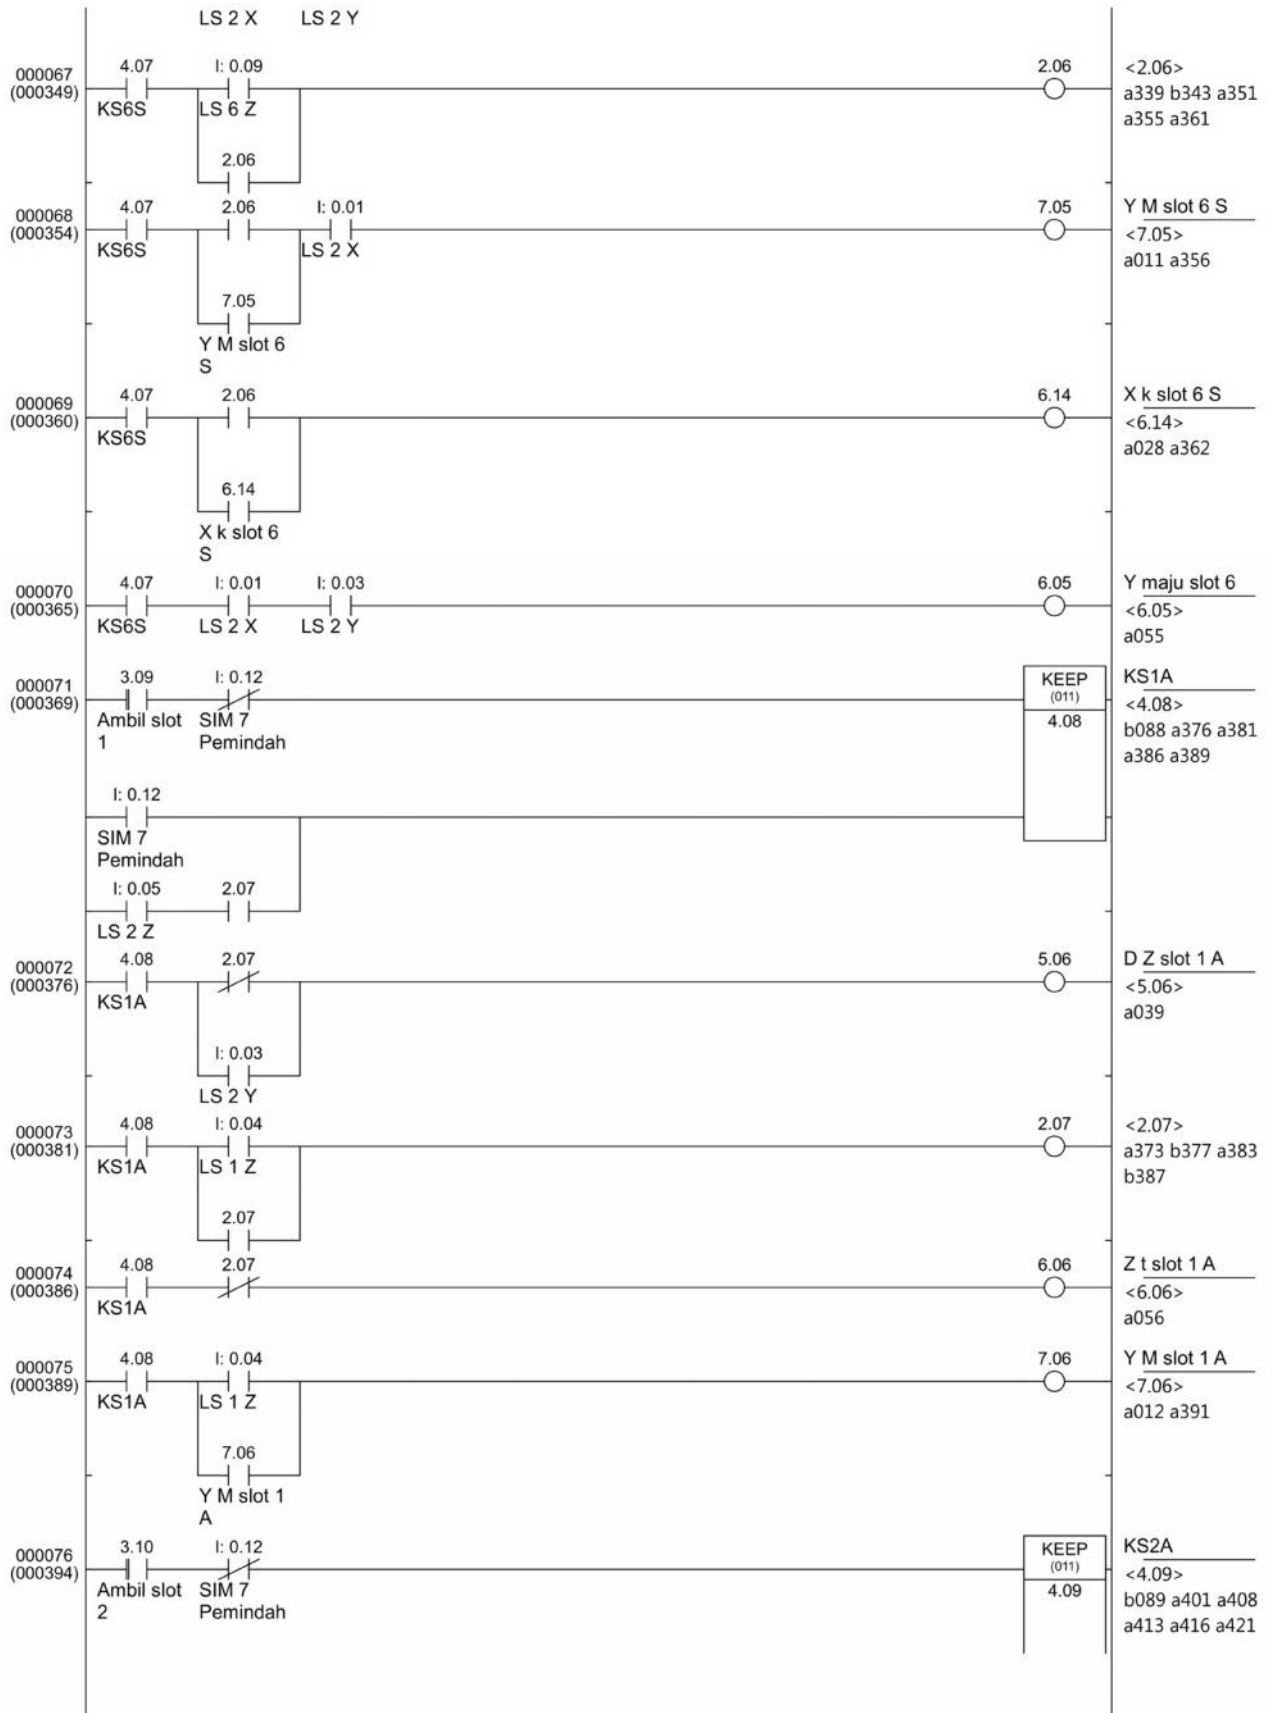 LS 2 X LS 2 Y
000067 4.07 I: 0.09 2.06 <2.06>
(000349) a339 b343 a351
KS6S LS 6 Z a355 a361
2.06
000068 4.07 2.06 I: 0.01 7.05 Y M slot 6 S
(000354) <7.05>
KS6S LS 2 X a011 a356
7.05
Y M slot 6
S
000069 4.07 2.06 6.14 X k slot 6 S
(000360) <6.14>
KS6S a028 a362
6.14
X k slot 6
S
000070 4.07 I: 0.01 I: 0.03 6.05 Y maju slot 6
(000365) <6.05>
KS6S LS 2 X LS 2 Y a055
000071 3.09 I: 0.12 KEEP KS1A
(000369) (011) <4.08>
Ambil slot SIM 7 4.08 b088 a376 a381
1 Pemindah a386 a389
I: 0.12
SIM 7
Pemindah
I: 0.05 2.07
LS 2 Z
000072 4.08 2.07 5.06 D Z slot 1 A
(000376) <5.06>
KS1A a039
I: 0.03
LS 2 Y
000073 4.08 I: 0.04 2.07 <2.07>
(000381) a373 b377 a383
KS1A LS 1 Z b387
2.07
000074 4.08 2.07 6.06 Z t slot 1 A
(000386) <6.06>
KS1A a056
000075 4.08 I: 0.04 7.06 Y M slot 1 A
(000389) <7.06>
KS1A LS 1 Z a012 a391
7.06
Y M slot 1
A
000076 3.10 I: 0.12 KEEP KS2A
(000394) (011) <4.09>
Ambil slot SIM 7 4.09 b089 a401 a408
2 Pemindah a413 a416 a421